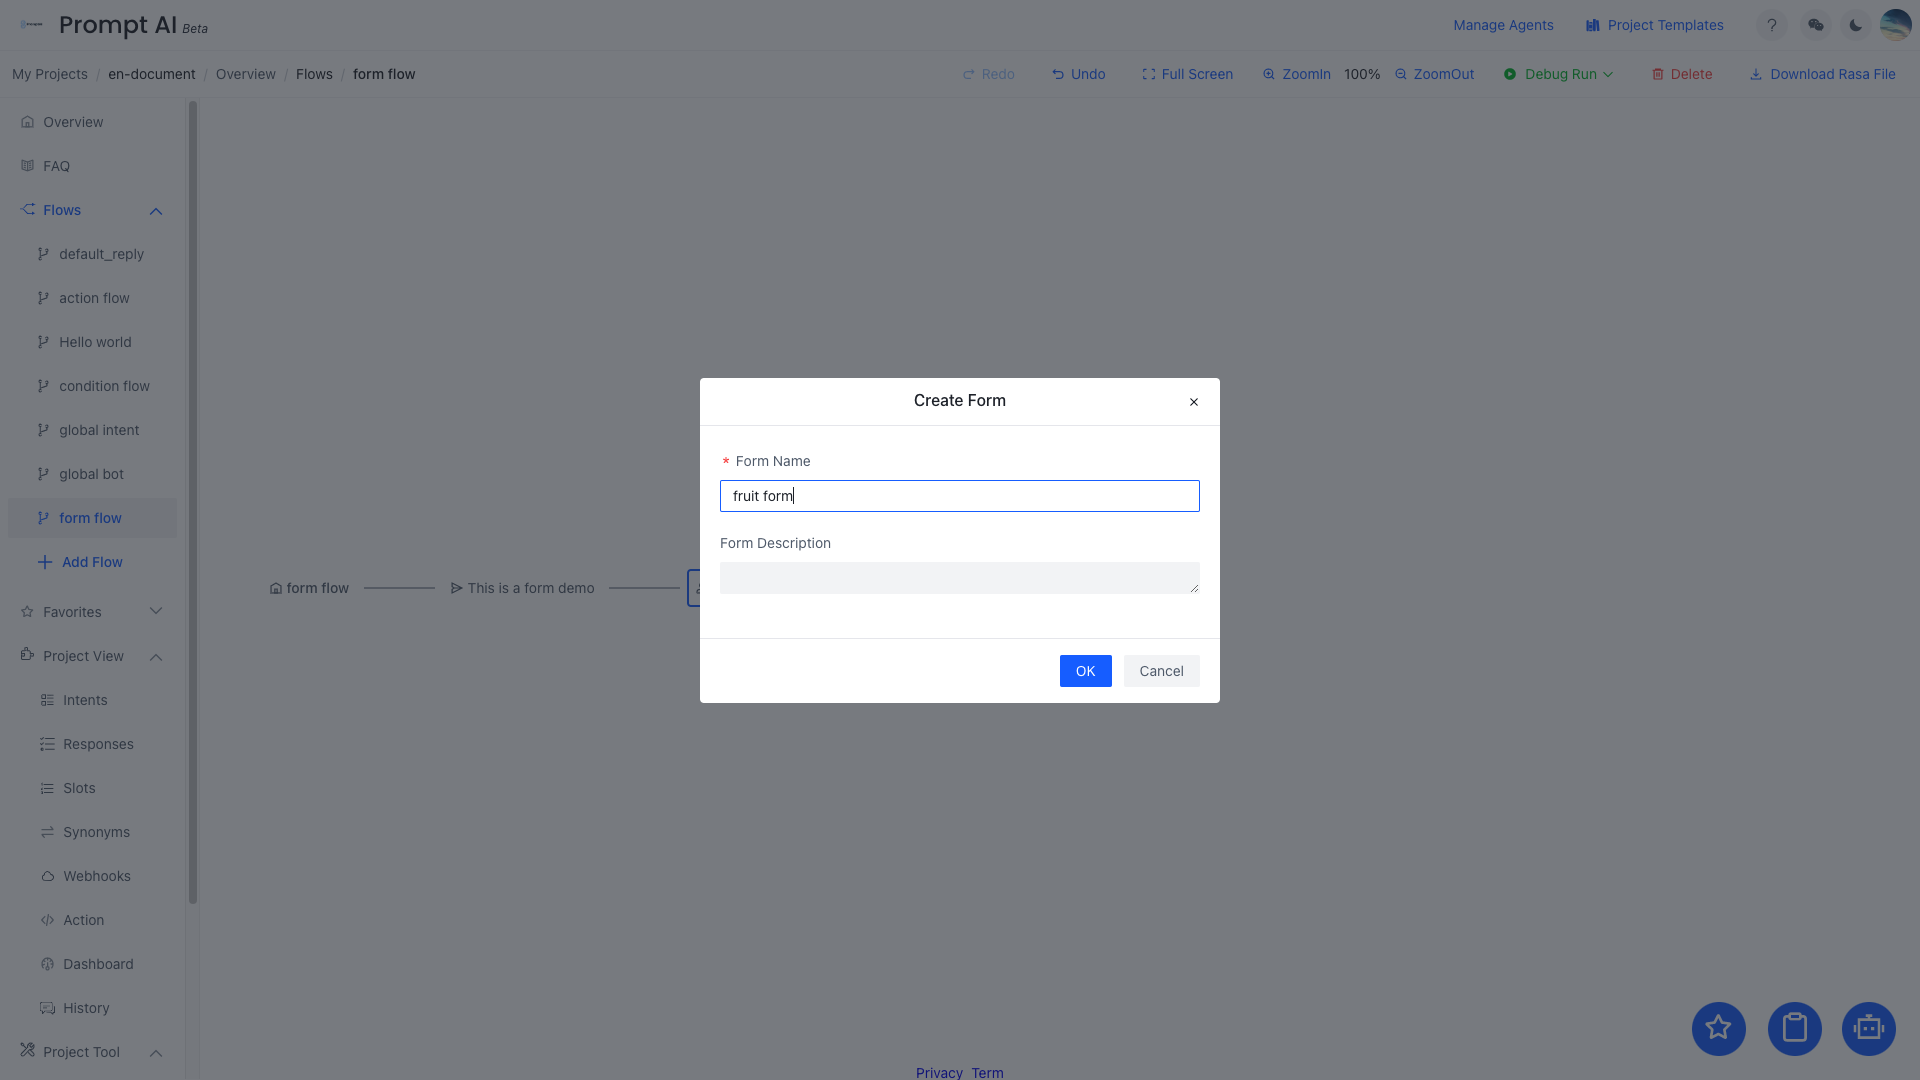 Prompt AI Beta
Manage Agents
Project Templates
?
My Projects / en-document / Overview / Flows / form flow
Redo
Undo
Full Screen
ZoomIn
100%
ZoomOut
Debug Run
Delete
Download Rasa File
Overview
FAQ
Flows
default_reply
action flow
Hello world
condition flow
global intent
global bot
form flow
Add Flow
Favorites
Project View
Intents
Responses
Slots
Synonyms
Webhooks
Action
Dashboard
History
Project Tool
form flow
This is a form demo
Create Form
* Form Name
fruit form
Form Description
OK
Cancel
Privacy Term